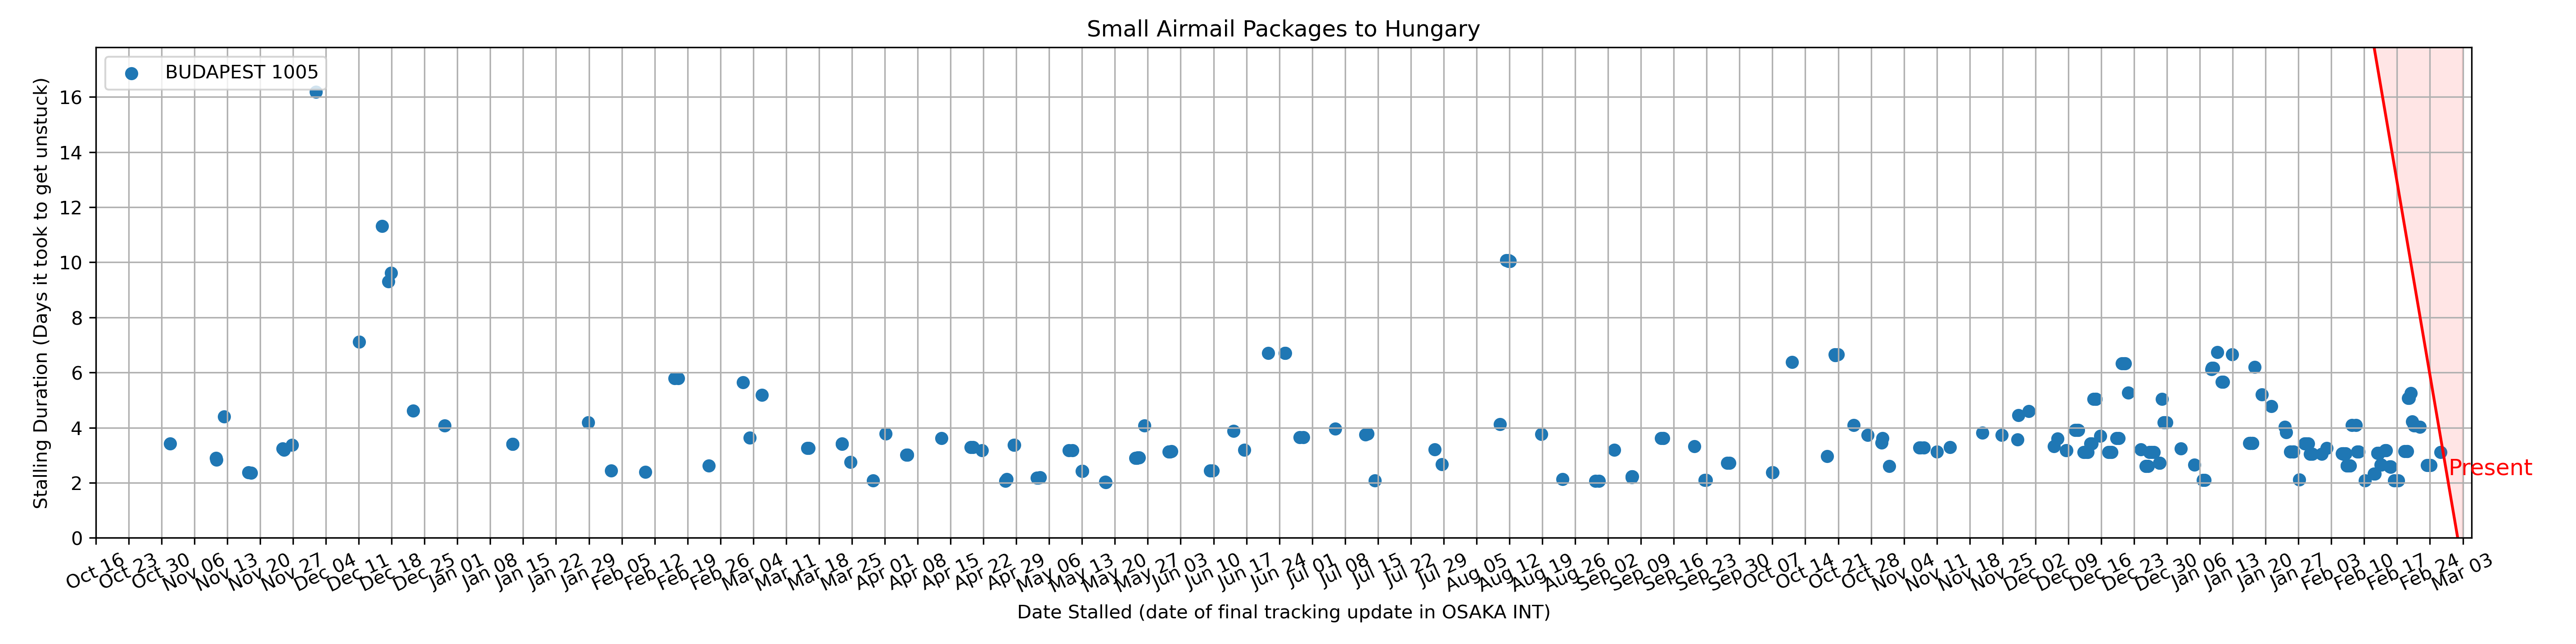 Small Airmail Packages to Hungary
BUDAPEST 1005
Stalling Duration (Days it took to get unstuck)
16
14
12
10
8
6
4
2
0
Present
Oct 16 Oct 23 Oct 30 Nov 06 Nov 13 Nov 20 Nov 27 Dec 04 Dec 11 Dec 18 Dec 25 Jan 01 Jan 08 Jan 15 Jan 22 Jan 29 Feb 05 Feb 12 Feb 19 Feb 26 Mar 04 Mar 11 Mar 18 Mar 25 Apr 01 Apr 08 Apr 15 Apr 22 Apr 29 May 06 May 13 May 20 May 27 Jun 03 Jun 10 Jun 17 Jun 24 Jul 01 Jul 08 Jul 15 Jul 22 Jul 29 Aug 05 Aug 12 Aug 19 Aug 26 Sep 02 Sep 09 Sep 16 Sep 23 Sep 30 Oct 07 Oct 14 Oct 21 Oct 28 Nov 04 Nov 11 Nov 18 Nov 25 Dec 02 Dec 09 Dec 16 Dec 23 Dec 30 Jan 06 Jan 13 Jan 20 Jan 27 Feb 03 Feb 10 Feb 17 Feb 24 Mar 03
Date Stalled (date of final tracking update in OSAKA INT)